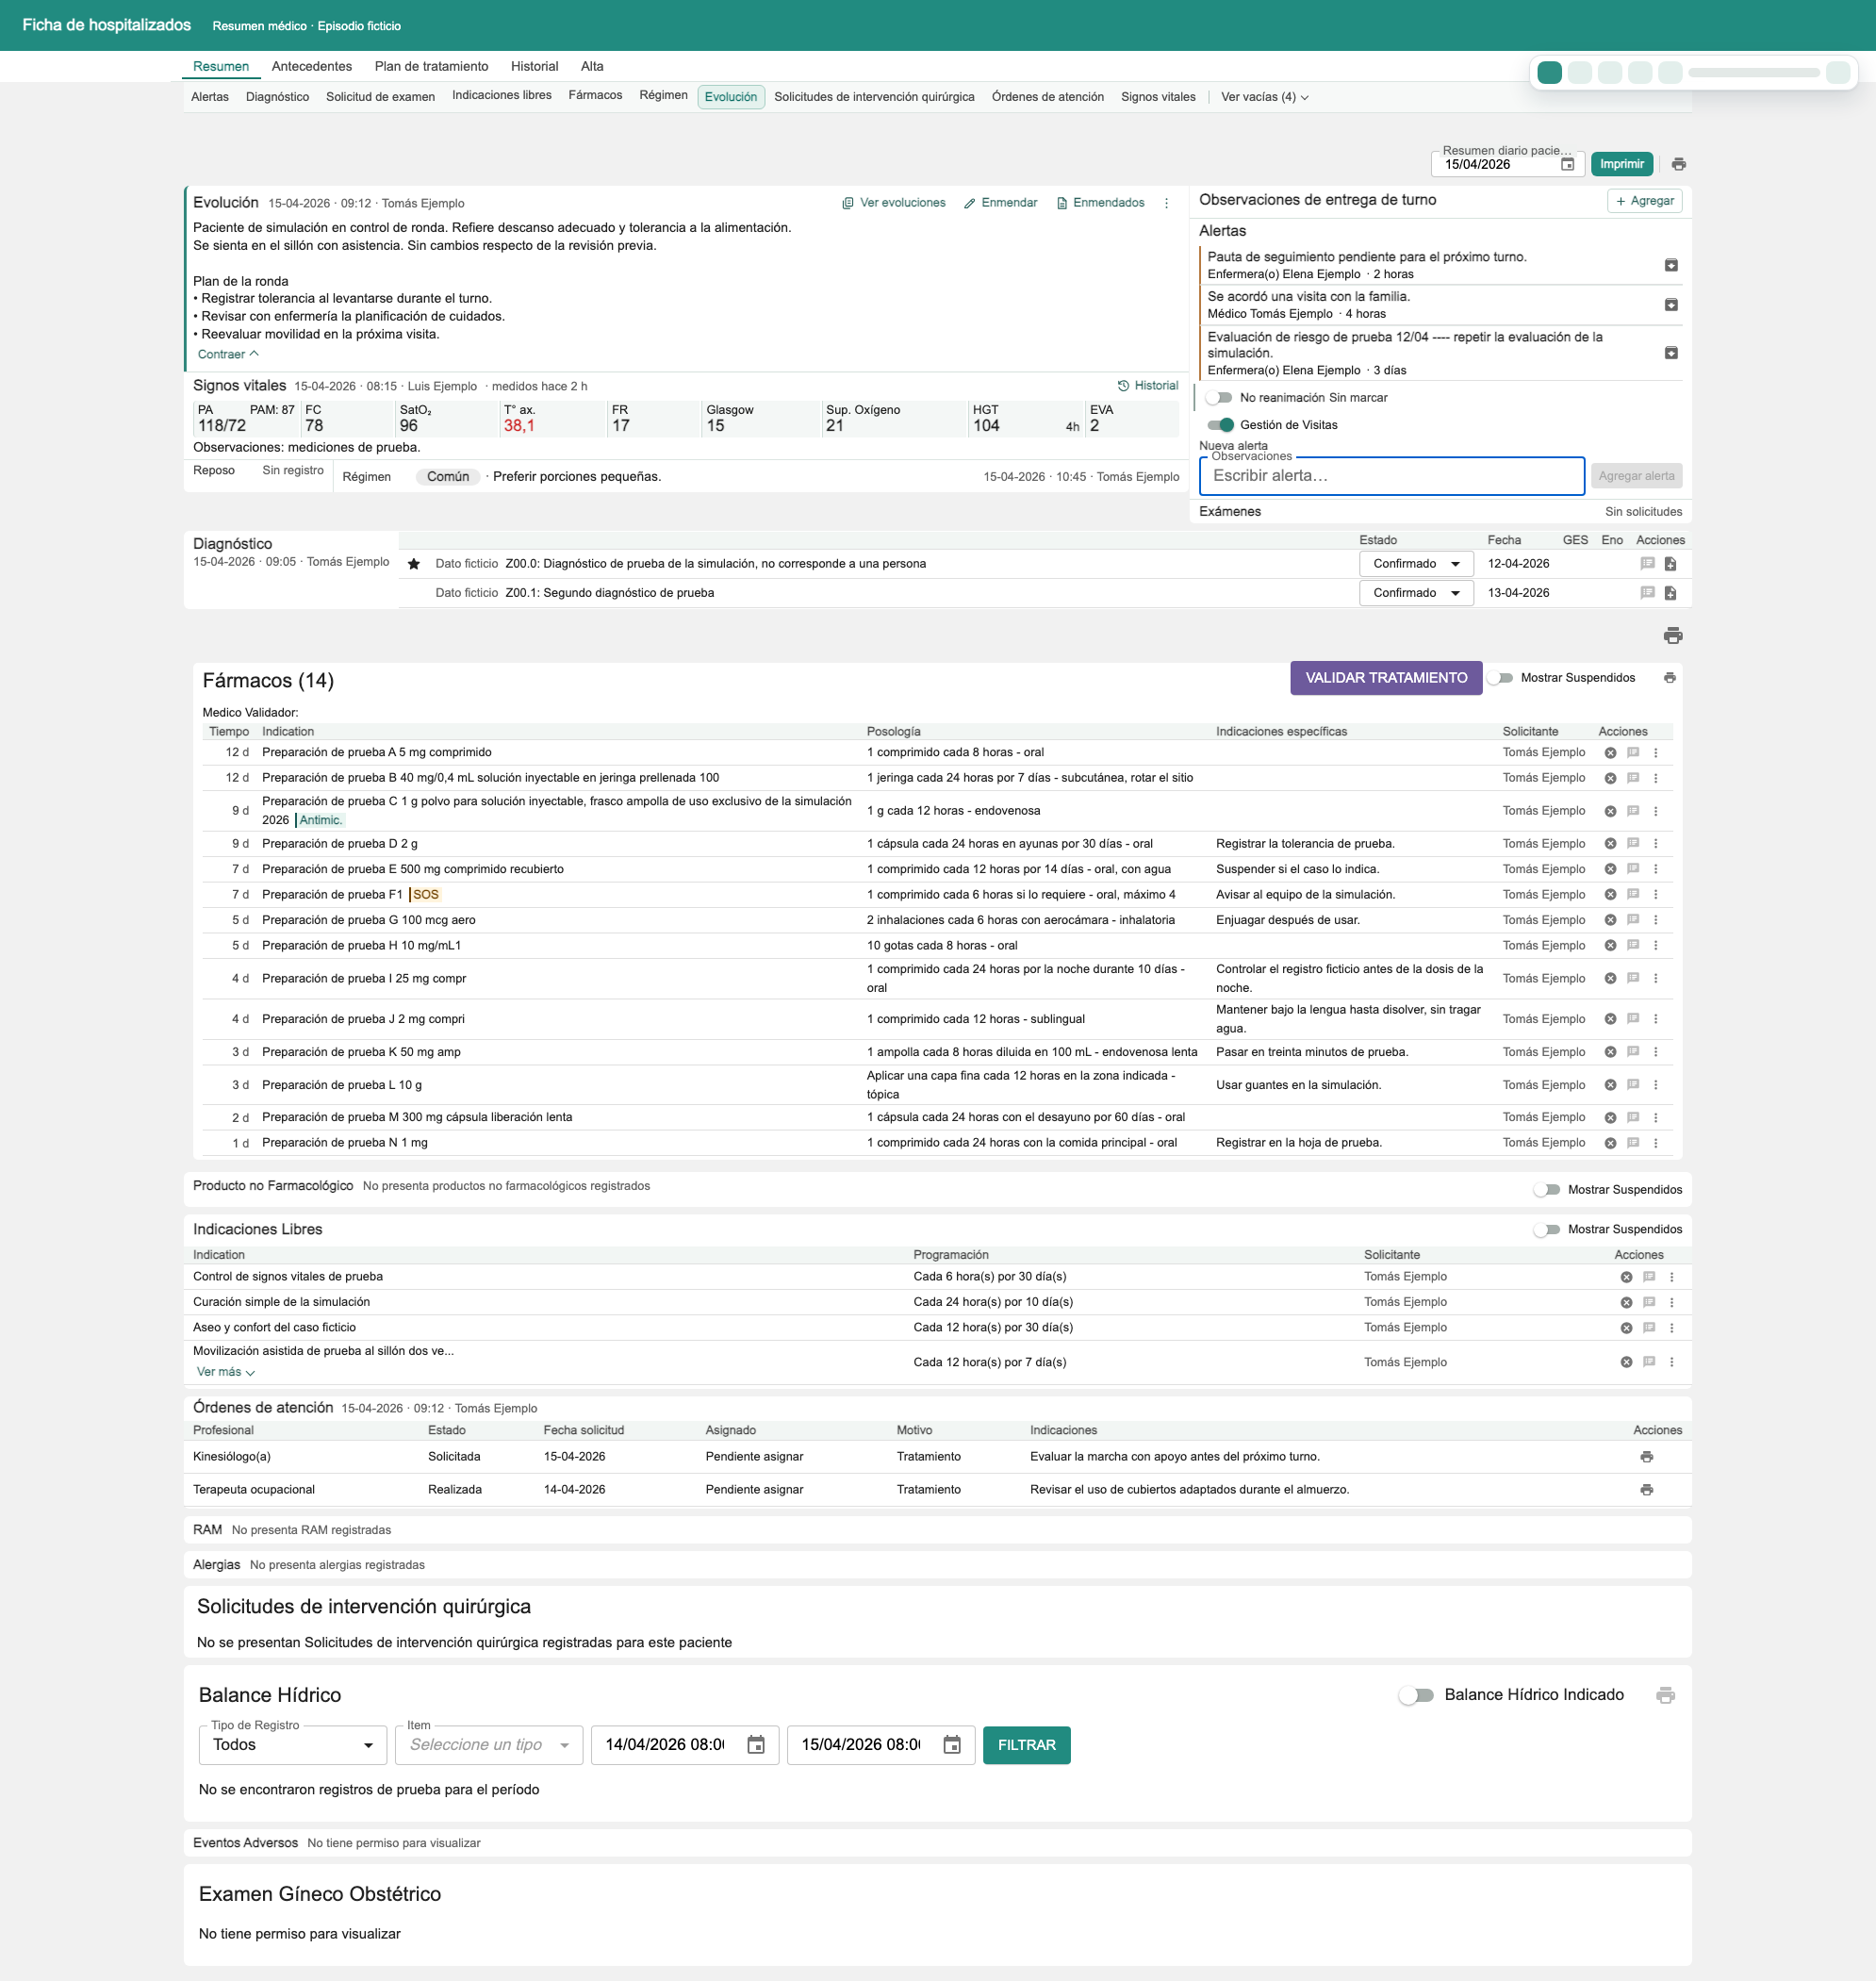 Ficha de hospitalizados Resumen médico · Episodio ficticio
Resumen Antecedentes Plan de tratamiento Historial Alta
Alertas Diagnóstico Solicitud de examen Indicaciones libres Fármacos Régimen Evolución Solicitudes de intervención quirúrgica Órdenes de atención Signos vitales Ver vacías (4)
Resumen diario pacie...
15/04/2026 Imprimir
Evolución 15-04-2026 · 09:12 · Tomás Ejemplo Ver evoluciones Enmendar Enmendados
Paciente de simulación en control de ronda. Refiere descanso adecuado y tolerancia a la alimentación.
Se sienta en el sillón con asistencia. Sin cambios respecto de la revisión previa.
Plan de la ronda
• Registrar tolerancia al levantarse durante el turno.
• Revisar con enfermería la planificación de cuidados.
• Reevaluar movilidad en la próxima visita.
Contraer
Signos vitales 15-04-2026 · 08:15 · Luis Ejemplo · medidos hace 2 h Historial
PA PAM: 87 FC SatO₂ T° ax. FR Glasgow Sup. Oxígeno HGT EVA
118/72 78 96 38,1 17 15 21 104 4h 2
Observaciones: mediciones de prueba.
Reposo Sin registro Régimen Común · Preferir porciones pequeñas. 15-04-2026 · 10:45 · Tomás Ejemplo
Observaciones de entrega de turno + Agregar
Alertas
Pauta de seguimiento pendiente para el próximo turno.
Enfermera(o) Elena Ejemplo · 2 horas
Se acordó una visita con la familia.
Médico Tomás Ejemplo · 4 horas
Evaluación de riesgo de prueba 12/04 ---- repetir la evaluación de la
simulación.
Enfermera(o) Elena Ejemplo · 3 días
No reanimación Sin marcar
Gestión de Visitas
Nueva alerta
Observaciones
Escribir alerta... Agregar alerta
Exámenes Sin solicitudes
Diagnóstico
15-04-2026 · 09:05 · Tomás Ejemplo
Estado Fecha GES Eno Acciones
Dato ficticio Z00.0: Diagnóstico de prueba de la simulación, no corresponde a una persona Confirmado 12-04-2026
Dato ficticio Z00.1: Segundo diagnóstico de prueba Confirmado 13-04-2026
Fármacos (14) VALIDAR TRATAMIENTO Mostrar Suspendidos
Medico Validador:
Tiempo Indication Posología Indicaciones específicas Solicitante Acciones
12 d Preparación de prueba A 5 mg comprimido 1 comprimido cada 8 horas - oral Tomás Ejemplo
12 d Preparación de prueba B 40 mg/0,4 mL solución inyectable en jeringa prellenada 100 1 jeringa cada 24 horas por 7 días - subcutánea, rotar el sitio Tomás Ejemplo
9 d Preparación de prueba C 1 g polvo para solución inyectable, frasco ampolla de uso exclusivo de la simulación
2026 Antimic. 1 g cada 12 horas - endovenosa Tomás Ejemplo
9 d Preparación de prueba D 2 g 1 cápsula cada 24 horas en ayunas por 30 días - oral Registrar la tolerancia de prueba. Tomás Ejemplo
7 d Preparación de prueba E 500 mg comprimido recubierto 1 comprimido cada 12 horas por 14 días - oral, con agua Suspender si el caso lo indica. Tomás Ejemplo
7 d Preparación de prueba F1 SOS 1 comprimido cada 6 horas si lo requiere - oral, máximo 4 Avisar al equipo de la simulación. Tomás Ejemplo
5 d Preparación de prueba G 100 mcg aero 2 inhalaciones cada 6 horas con aerocámara - inhalatoria Enjuagar después de usar. Tomás Ejemplo
5 d Preparación de prueba H 10 mg/mL1 10 gotas cada 8 horas - oral Tomás Ejemplo
4 d Preparación de prueba I 25 mg compr 1 comprimido cada 24 horas por la noche durante 10 días -
oral Controlar el registro ficticio antes de la dosis de la
noche. Tomás Ejemplo
4 d Preparación de prueba J 2 mg compri 1 comprimido cada 12 horas - sublingual Mantener bajo la lengua hasta disolver, sin tragar
agua. Tomás Ejemplo
3 d Preparación de prueba K 50 mg amp 1 ampolla cada 8 horas diluida en 100 mL - endovenosa lenta Pasar en treinta minutos de prueba. Tomás Ejemplo
3 d Preparación de prueba L 10 g Aplicar una capa fina cada 12 horas en la zona indicada -
tópica Usar guantes en la simulación. Tomás Ejemplo
2 d Preparación de prueba M 300 mg cápsula liberación lenta 1 cápsula cada 24 horas con el desayuno por 60 días - oral Tomás Ejemplo
1 d Preparación de prueba N 1 mg 1 comprimido cada 24 horas con la comida principal - oral Registrar en la hoja de prueba. Tomás Ejemplo
Producto no Farmacológico No presenta productos no farmacológicos registrados Mostrar Suspendidos
Indicaciones Libres Mostrar Suspendidos
Indication Programación Solicitante Acciones
Control de signos vitales de prueba Cada 6 hora(s) por 30 día(s) Tomás Ejemplo
Curación simple de la simulación Cada 24 hora(s) por 10 día(s) Tomás Ejemplo
Aseo y confort del caso ficticio Cada 12 hora(s) por 30 día(s) Tomás Ejemplo
Movilización asistida de prueba al sillón dos ve... Cada 12 hora(s) por 7 día(s) Tomás Ejemplo
Ver más
Órdenes de atención 15-04-2026 · 09:12 · Tomás Ejemplo
Profesional Estado Fecha solicitud Asignado Motivo Indicaciones Acciones
Kinesiólogo(a) Solicitada 15-04-2026 Pendiente asignar Tratamiento Evaluar la marcha con apoyo antes del próximo turno.
Terapeuta ocupacional Realizada 14-04-2026 Pendiente asignar Tratamiento Revisar el uso de cubiertos adaptados durante el almuerzo.
RAM No presenta RAM registradas
Alergias No presenta alergias registradas
Solicitudes de intervención quirúrgica
No se presentan Solicitudes de intervención quirúrgica registradas para este paciente
Balance Hídrico Balance Hídrico Indicado
Tipo de Registro Item
Todos Seleccione un tipo 14/04/2026 08:0 15/04/2026 08:0 FILTRAR
No se encontraron registros de prueba para el período
Eventos Adversos No tiene permiso para visualizar
Examen Gíneco Obstétrico
No tiene permiso para visualizar